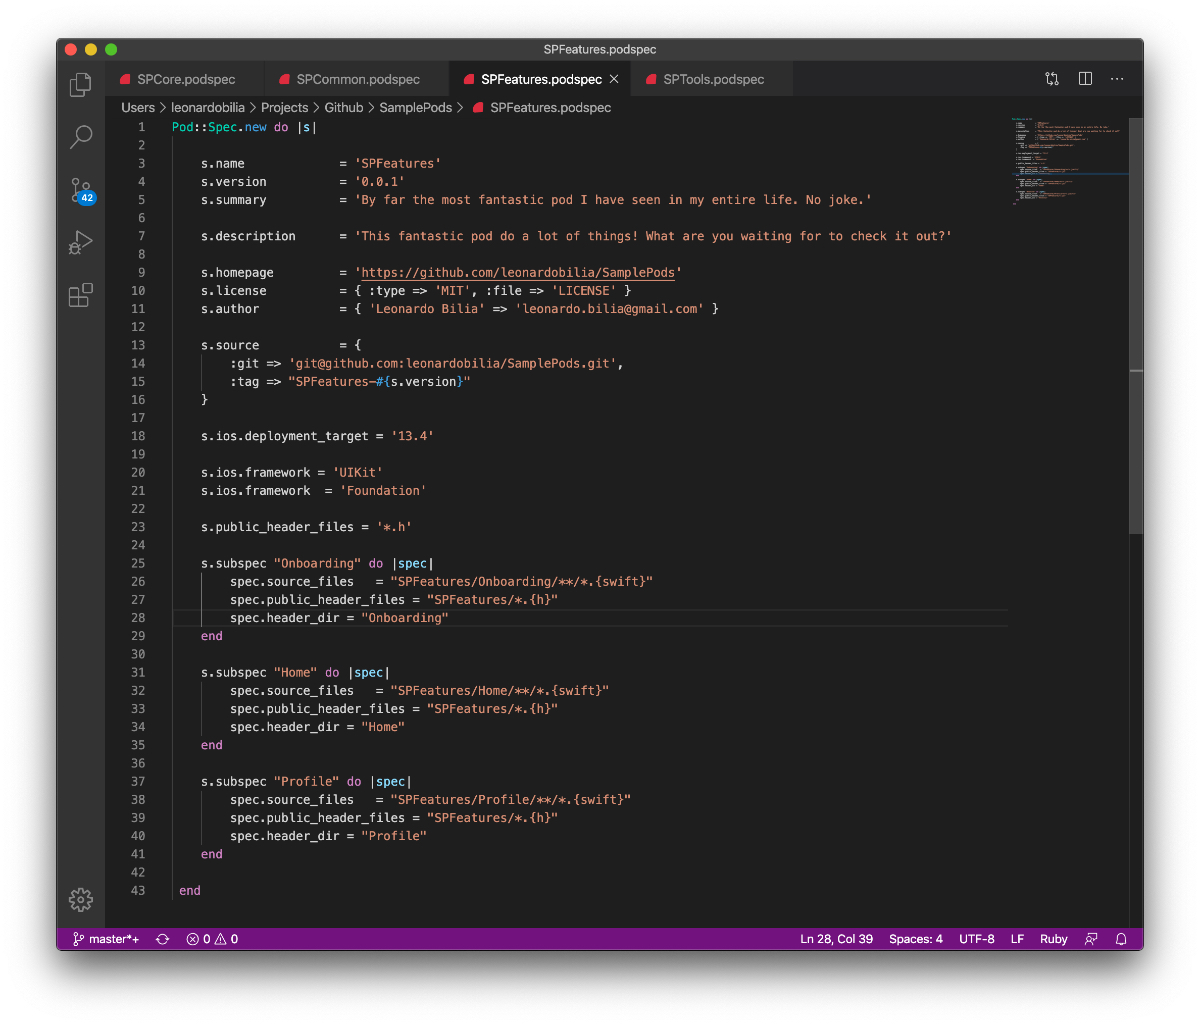 SPFeatures.podspec
SPCore.podspec SPCommon.podspec SPFeatures.podspec SPTools.podspec
Users > leonardobilia > Projects > Github > SamplePods > SPFeatures.podspec
42
1 Pod::Spec.new do |s|
2
3 s.name = 'SPFeatures'
4 s.version = '0.0.1'
5 s.summary = 'By far the most fantastic pod I have seen in my entire life. No joke.'
6
7 s.description = 'This fantastic pod do a lot of things! What are you waiting for to check it out?'
8
9 s.homepage = 'https://github.com/leonardobilia/SamplePods'
10 s.license = { :type => 'MIT', :file => 'LICENSE' }
11 s.author = { 'Leonardo Bilia' => 'leonardo.bilia@gmail.com' }
12
13 s.source = {
14 :git => 'git@github.com:leonardobilia/SamplePods.git',
15 :tag => "SPFeatures-#{s.version}"
16 }
17
18 s.ios.deployment_target = '13.4'
19
20 s.ios.framework = 'UIKit'
21 s.ios.framework = 'Foundation'
22
23 s.public_header_files = '*.h'
24
25 s.subspec "Onboarding" do |spec|
26 spec.source_files = "SPFeatures/Onboarding/**/*.{swift}"
27 spec.public_header_files = "SPFeatures/*.{h}"
28 spec.header_dir = "Onboarding"
29 end
30
31 s.subspec "Home" do |spec|
32 spec.source_files = "SPFeatures/Home/**/*.{swift}"
33 spec.public_header_files = "SPFeatures/*.{h}"
34 spec.header_dir = "Home"
35 end
36
37 s.subspec "Profile" do |spec|
38 spec.source_files = "SPFeatures/Profile/**/*.{swift}"
39 spec.public_header_files = "SPFeatures/*.{h}"
40 spec.header_dir = "Profile"
41 end
42
43 end
master*+ 0 0 Ln 28, Col 39 Spaces: 4 UTF-8 LF Ruby